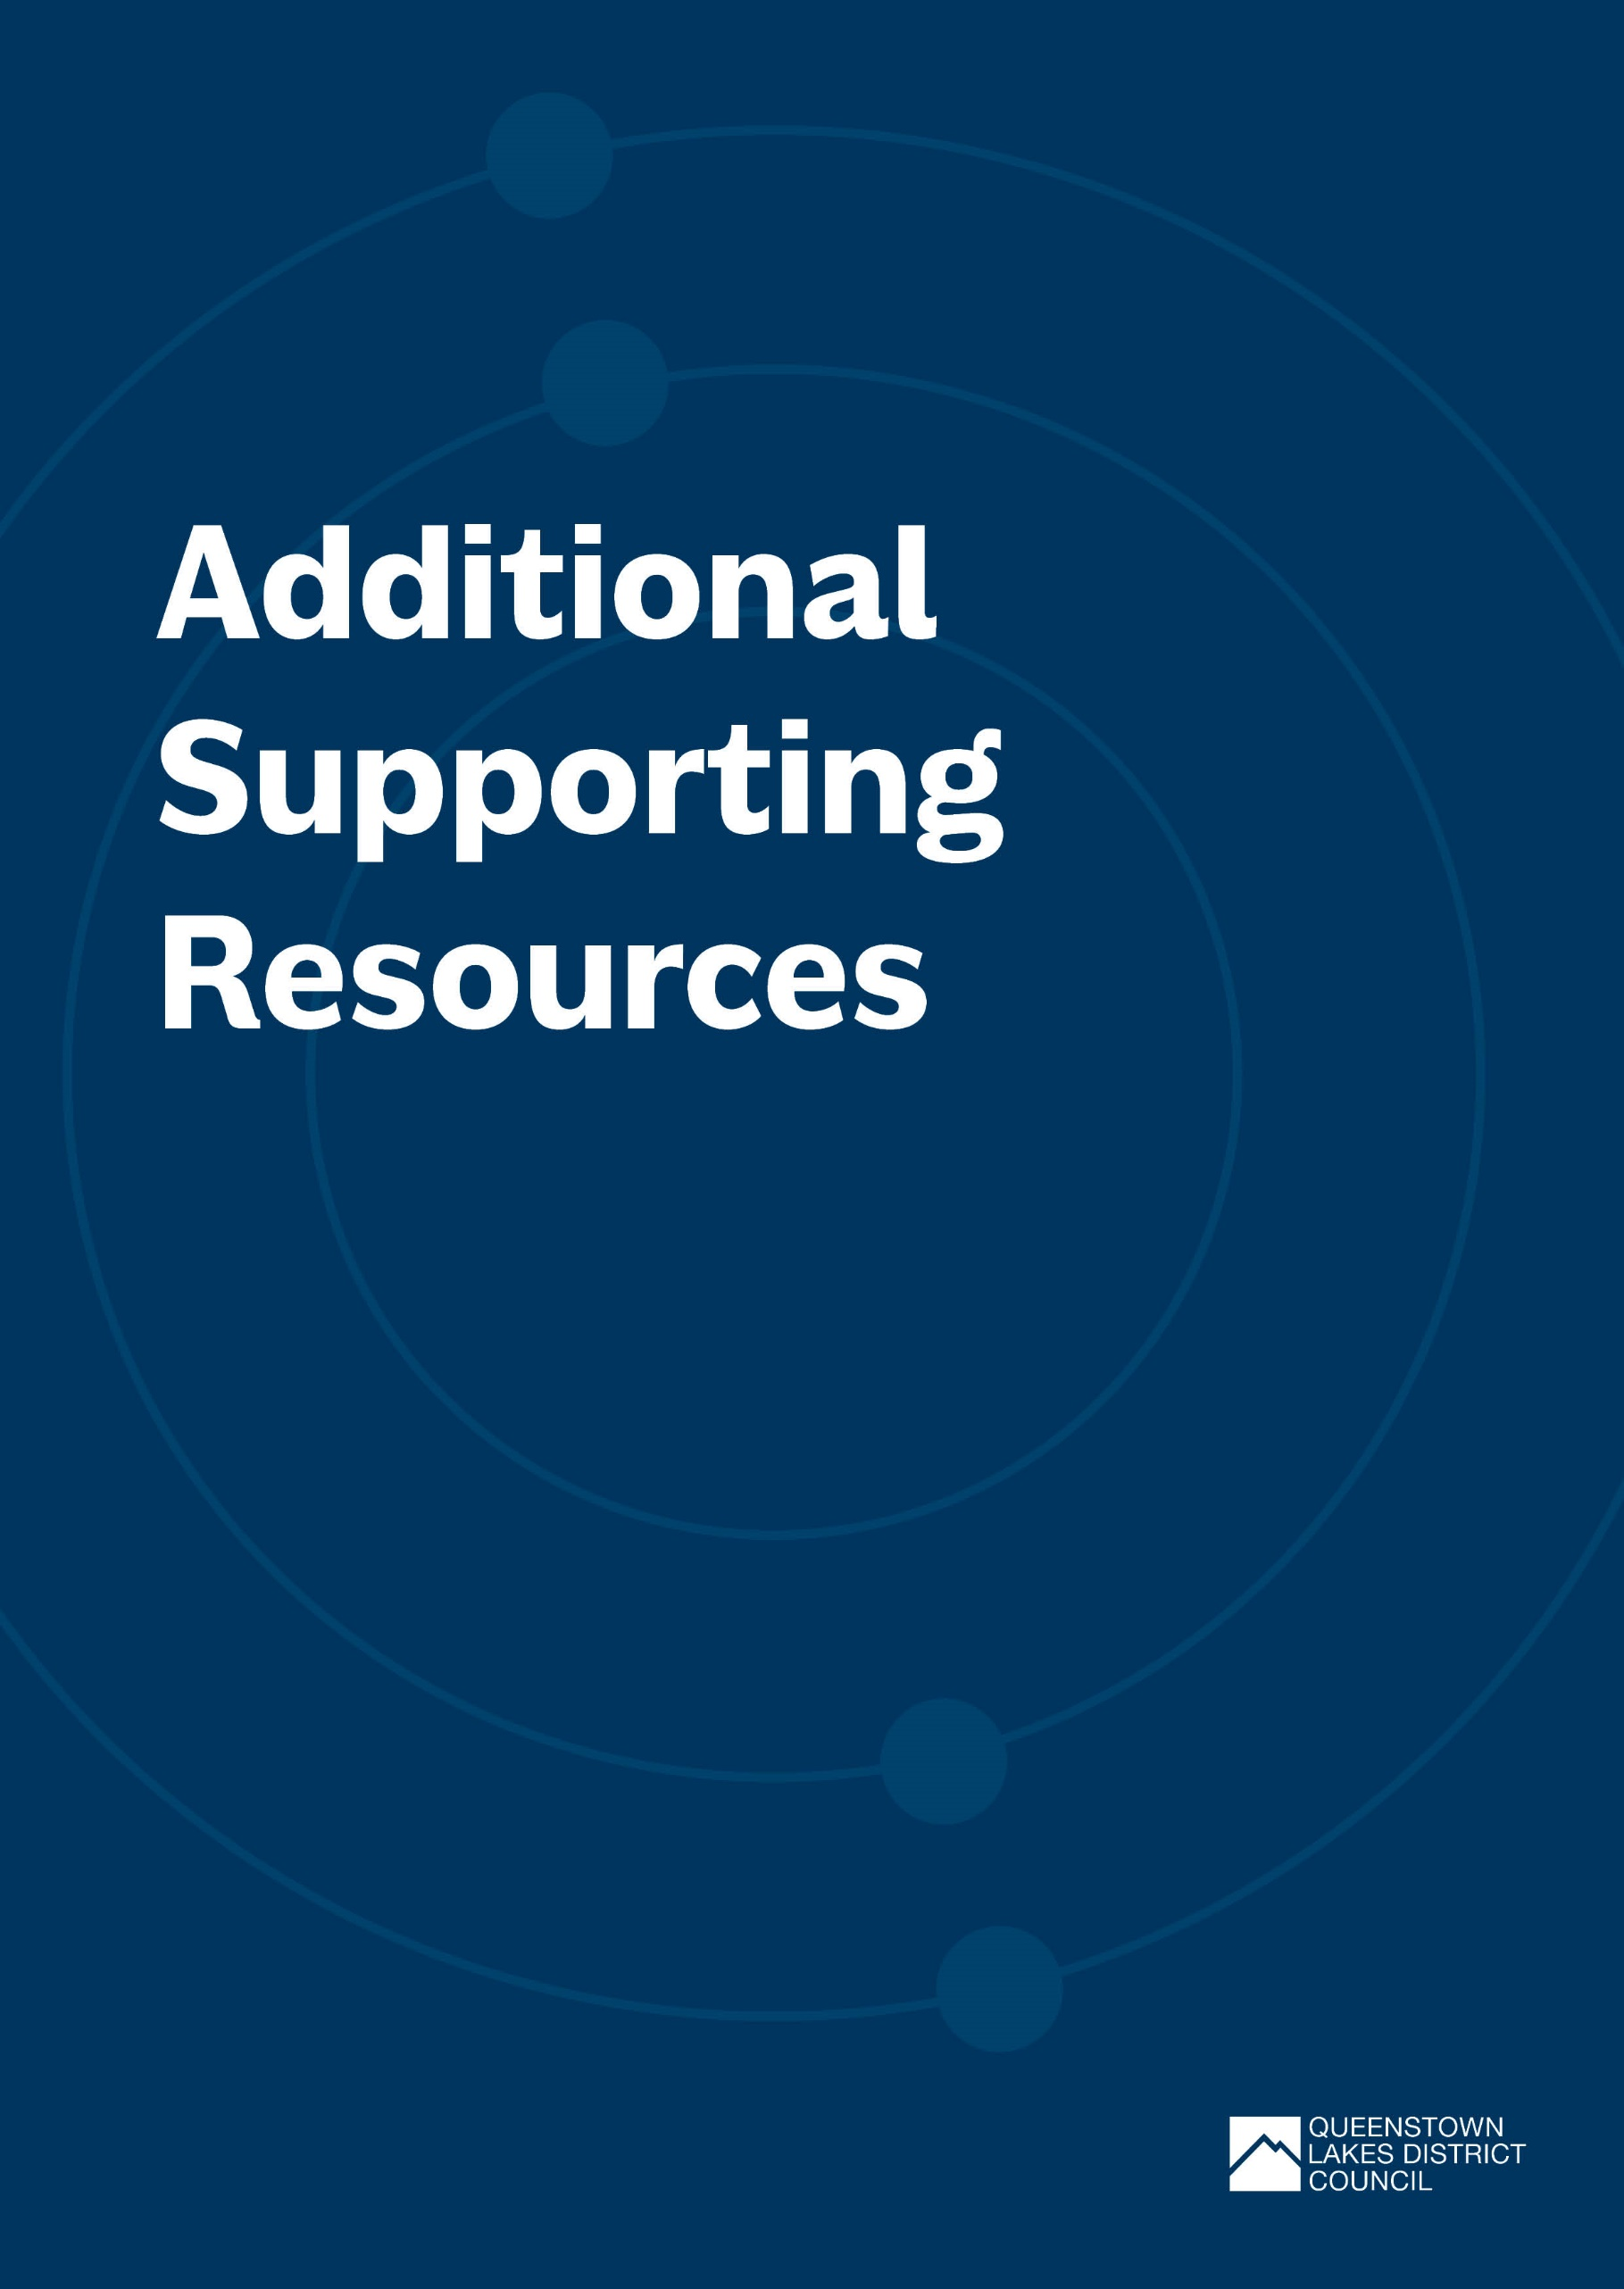 Additional
Supporting
Resources
QUEENSTOWN
LAKES DISTRICT
COUNCIL